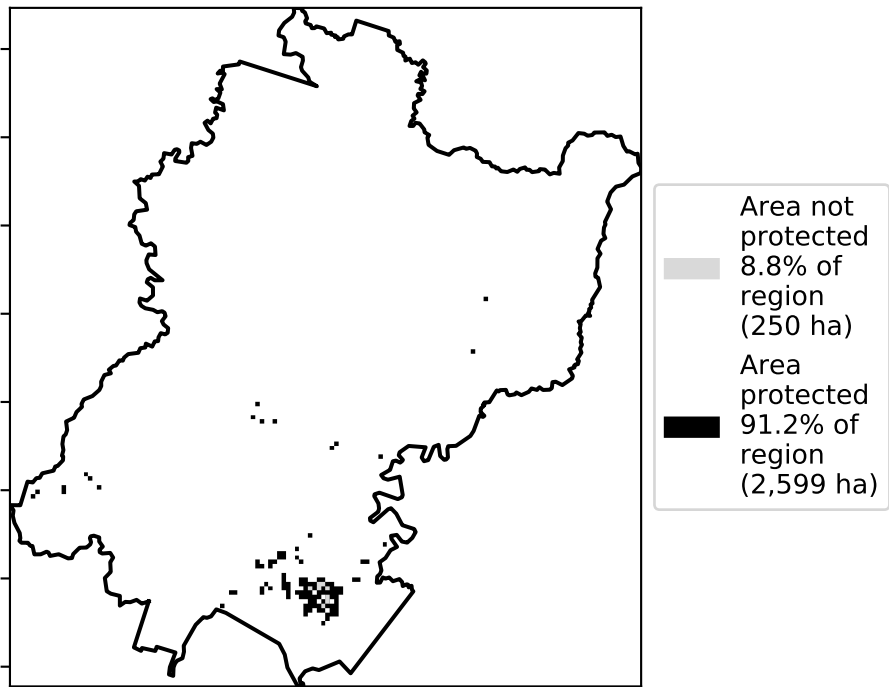 Area not
protected
8.8% of
region
(250 ha)
Area
protected
91.2% of
region
(2,599 ha)